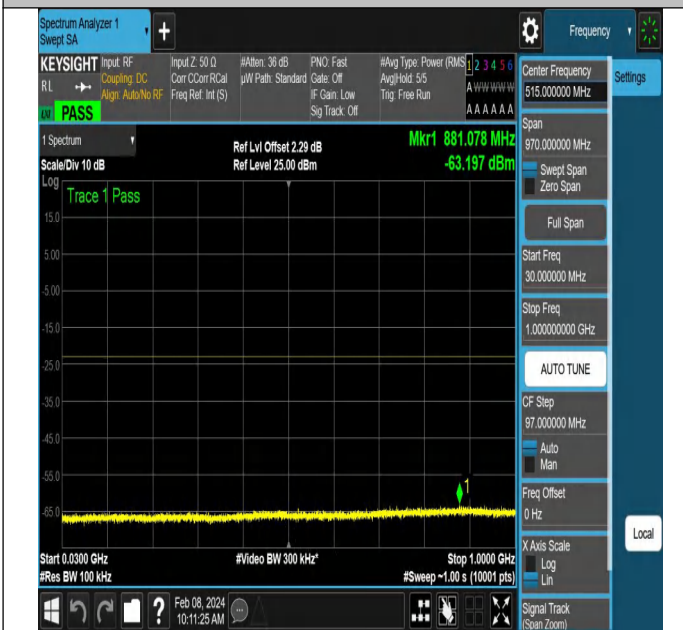 Spectrum Analyzer 1
Swept SA
+
Frequency
KEYSIGHT
RL
LXI
PASS
Input: RF
Coupling: DC
Align: Auto/No RF
Input Z: 50 Ω
Corr CCorr RCal
Freq Ref: Int (S)
#Atten: 36 dB
µW Path: Standard
PNO: Fast
Gate: Off
IF Gain: Low
Sig Track: Off
#Avg Type: Power (RMS
Avg|Hold: 5/5
Trig: Free Run
1 2 3 4 5 6
A W W W W W
A A A A A A
1 Spectrum
Scale/Div 10 dB
Ref Lvl Offset 2.29 dB
Ref Level 25.00 dBm
Mkr1 881.078 MHz
-63.197 dBm
Log
Trace 1 Pass
15.0
5.00
-5.00
-15.0
-25.0
-35.0
-45.0
-55.0
-65.0
1
Start 0.0300 GHz
#Res BW 100 kHz
#Video BW 300 kHz*
Stop 1.0000 GHz
#Sweep ~1.00 s (10001 pts)
?
Feb 08, 2024
10:11:25 AM
Center Frequency
515.000000 MHz
Span
970.000000 MHz
Swept Span
Zero Span
Full Span
Start Freq
30.000000 MHz
Stop Freq
1.000000000 GHz
AUTO TUNE
CF Step
97.000000 MHz
Auto
Man
Freq Offset
0 Hz
X Axis Scale
Log
Lin
Signal Track
(Span Zoom)
Settings
Local